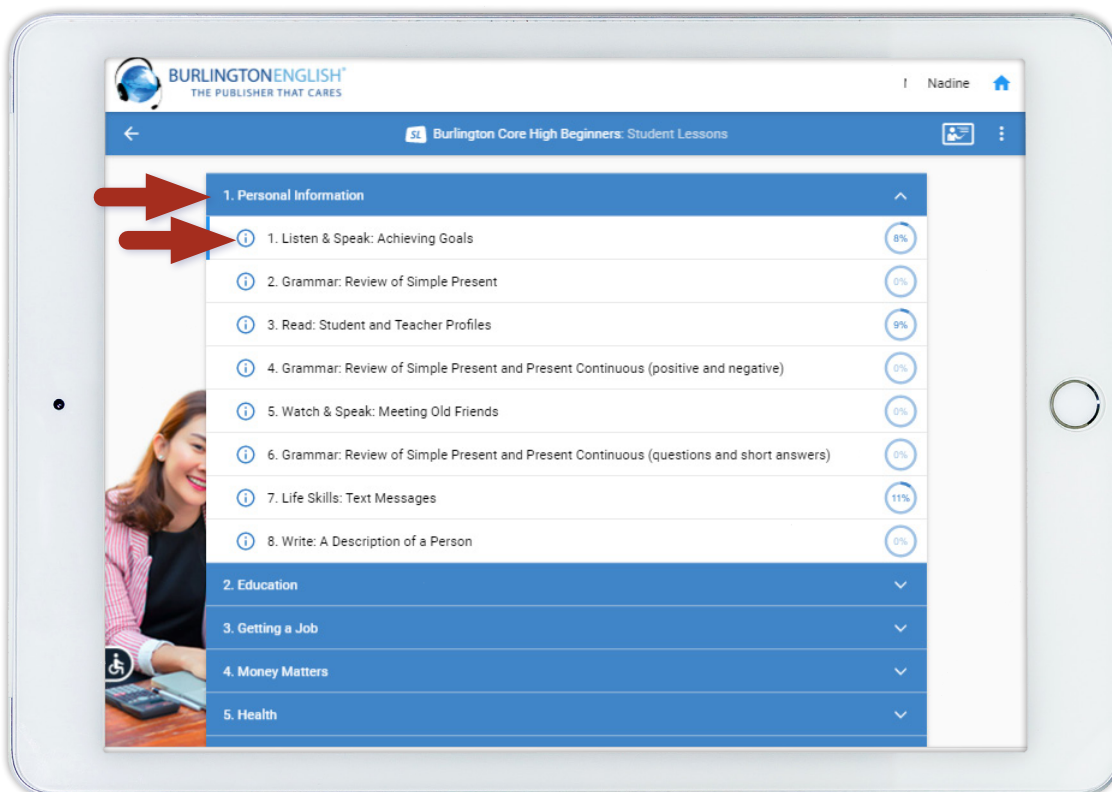 BURLINGTONENGLISH®
THE PUBLISHER THAT CARES
Nadine
SL Burlington Core High Beginners: Student Lessons
1. Personal Information
1. Listen & Speak: Achieving Goals
8%
2. Grammar: Review of Simple Present
0%
3. Read: Student and Teacher Profiles
9%
4. Grammar: Review of Simple Present and Present Continuous (positive and negative)
0%
5. Watch & Speak: Meeting Old Friends
0%
6. Grammar: Review of Simple Present and Present Continuous (questions and short answers)
0%
7. Life Skills: Text Messages
11%
8. Write: A Description of a Person
0%
2. Education
3. Getting a Job
4. Money Matters
5. Health